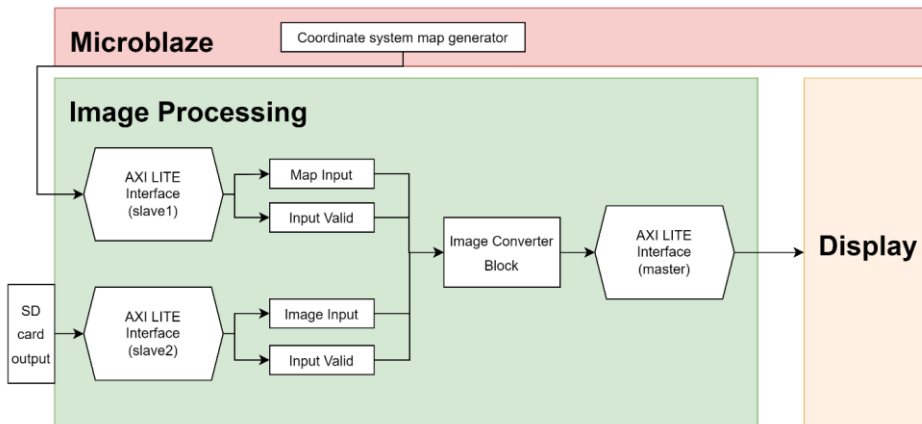 Microblaze
Coordinate system map generator
Image Processing
AXI LITE
Interface
(slave1)
Map Input
Input Valid
Image Converter
Block
AXI LITE
Interface
(master)
Display
SD
card
output
AXI LITE
Interface
(slave2)
Image Input
Input Valid